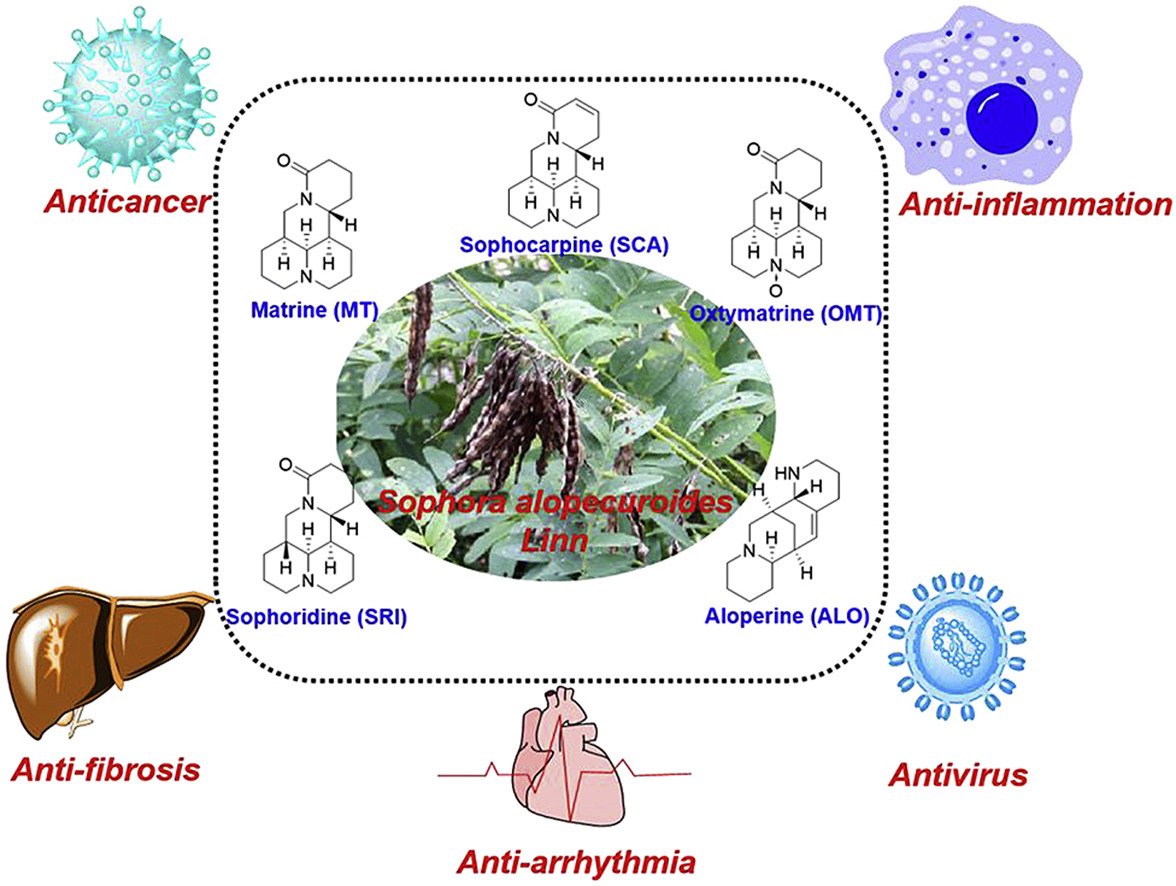 Anticancer
Anti-inflammation
O
N
H
H
H
N
Sophocarpine (SCA)
O
N
H
H
H
H
N
Matrine (MT)
O
N
H
H
H
H
N
O
Oxtymatrine (OMT)
Sophora alopecuroides
Linn
O
N
H
H
H
H
N
Sophoridine (SRI)
HN
H
H
N
H
H
Aloperine (ALO)
Anti-fibrosis
Anti-arrhythmia
Antivirus